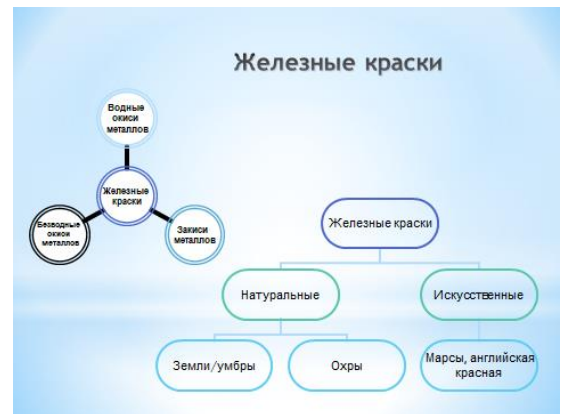 Железные краски
Водные
окиси
металлов
Железные
краски
Безводные
окиси
металлов
Закиси
металлов
Железные краски
Натуральные
Искусственные
Земли/умбры
Охры
Марсы, английская
красная